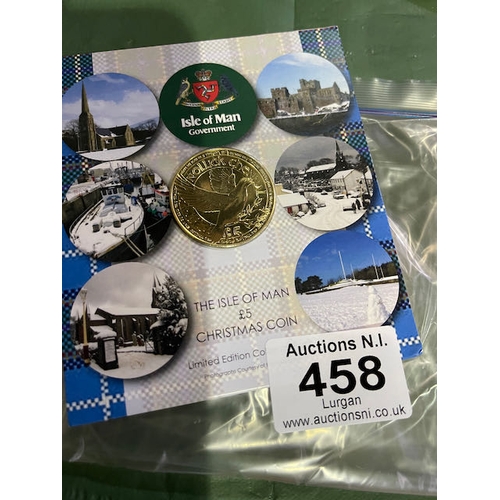 Isle of Man
Government
£5
THE ISLE OF MAN
£5
CHRISTMAS COIN
Limited Edition
Auctions N.I.
458
Lurgan
www.auctionsni.co.uk